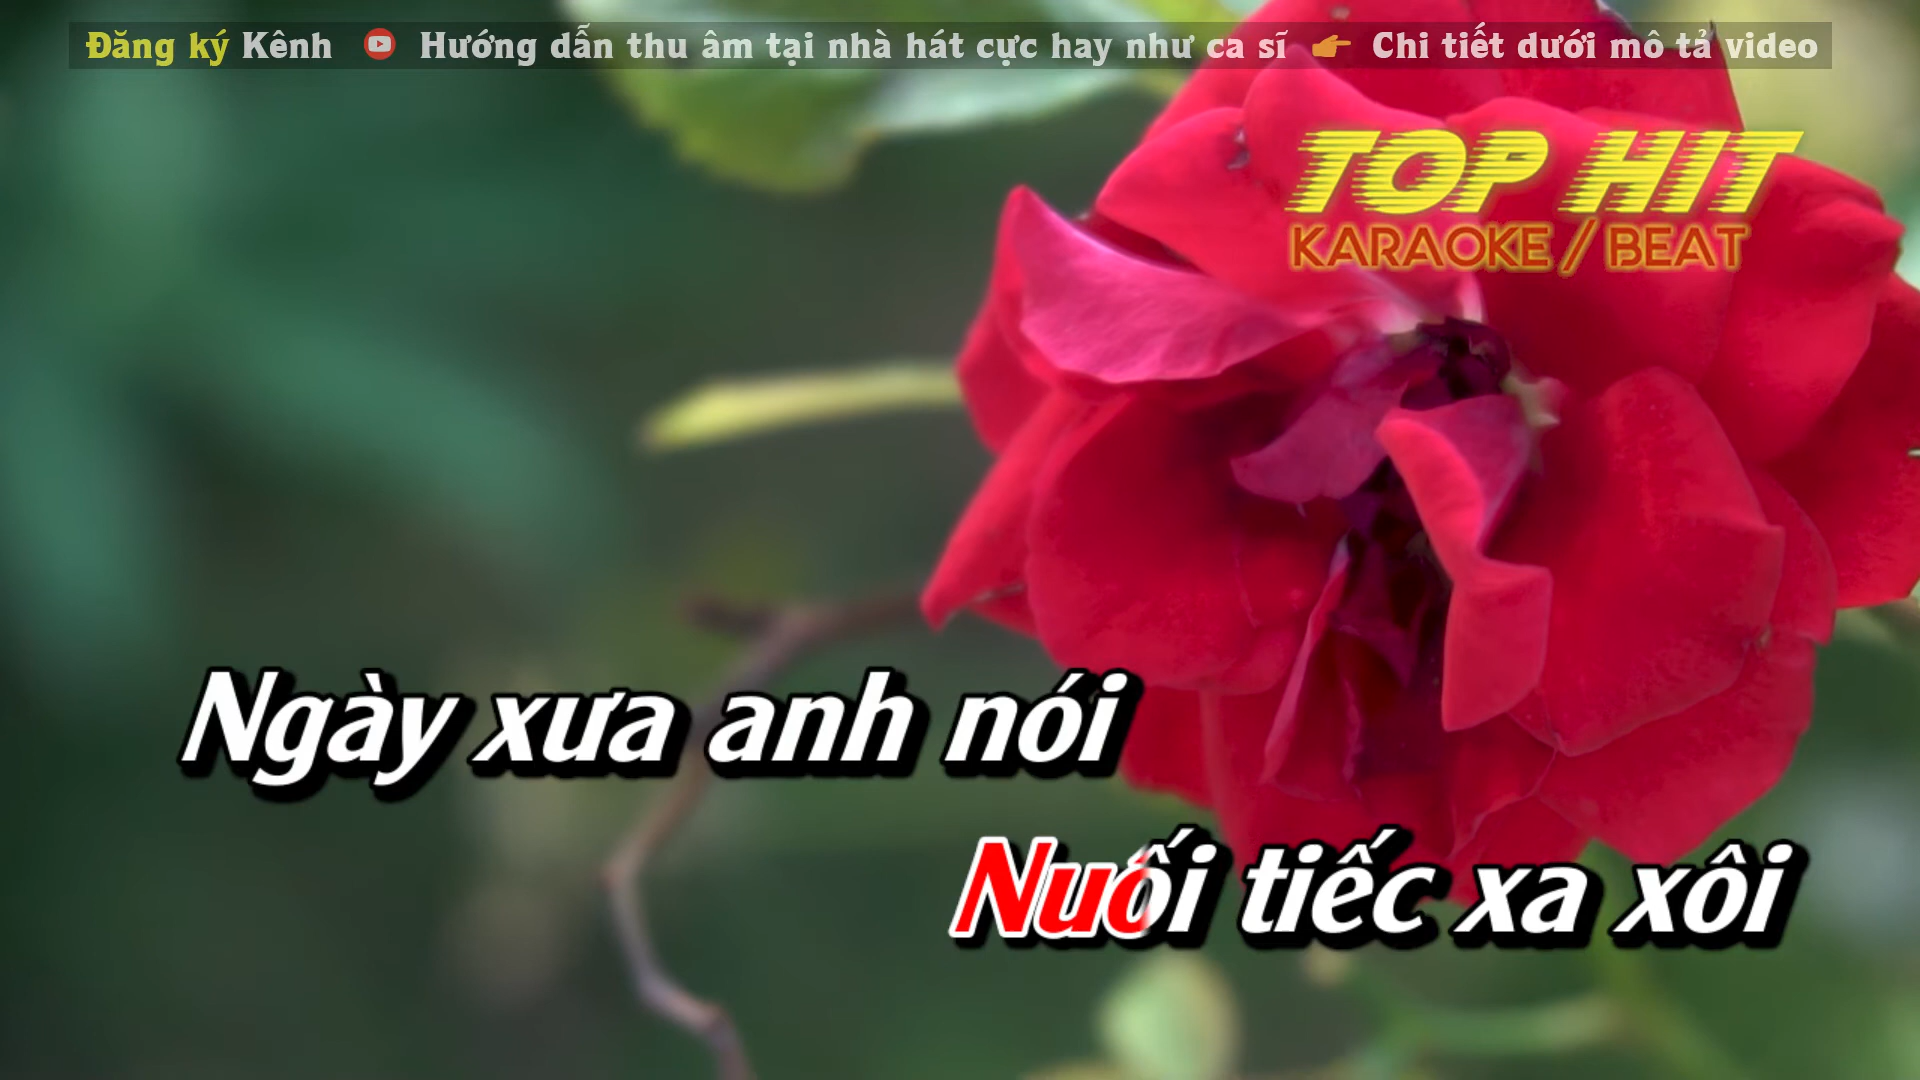 Đăng ký Kênh Hướng dẫn thu âm tại nhà hát cực hay như ca sĩ 👉 Chi tiết dưới mô tả video
TOP HIT
KARAOKE / BEAT
Ngày xưa anh nói
Nuối tiếc xa xôi